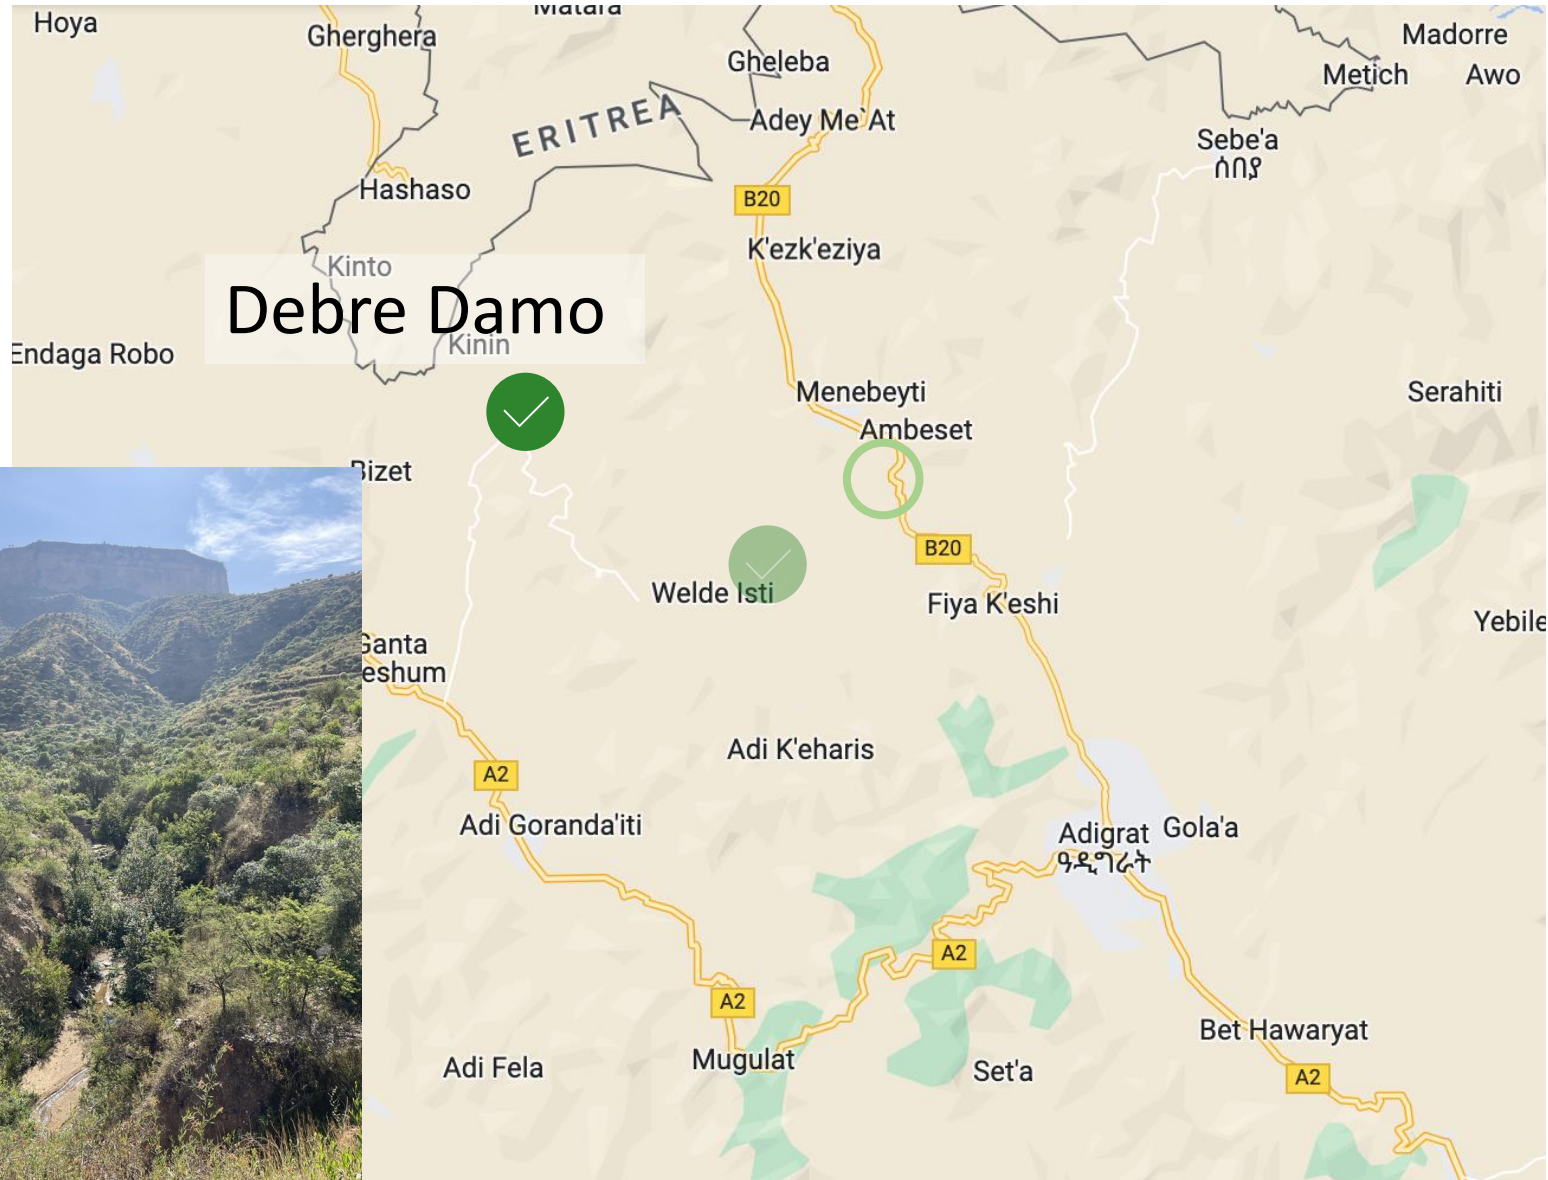 Matara
Hoya
Gherghera
Madorre
Gheleba
Metich
Awo
ERITREA
Adey Me`At
Sebe'a
ሰበያ
Hashaso
B20
K'ezk'eziya
Kinto
Debre Damo
Kinin
Endaga Robo
Menebeyti
Serahiti
Ambeset
Bizet
B20
Welde Isti
Fiya K'eshi
Yebile
Ganta
eshum
Adi K'eharis
A2
Adi Goranda'iti
Adigrat
ዓዲግራት
Gola'a
A2
A2
Bet Hawaryat
Mugulat
Adi Fela
Set'a
A2